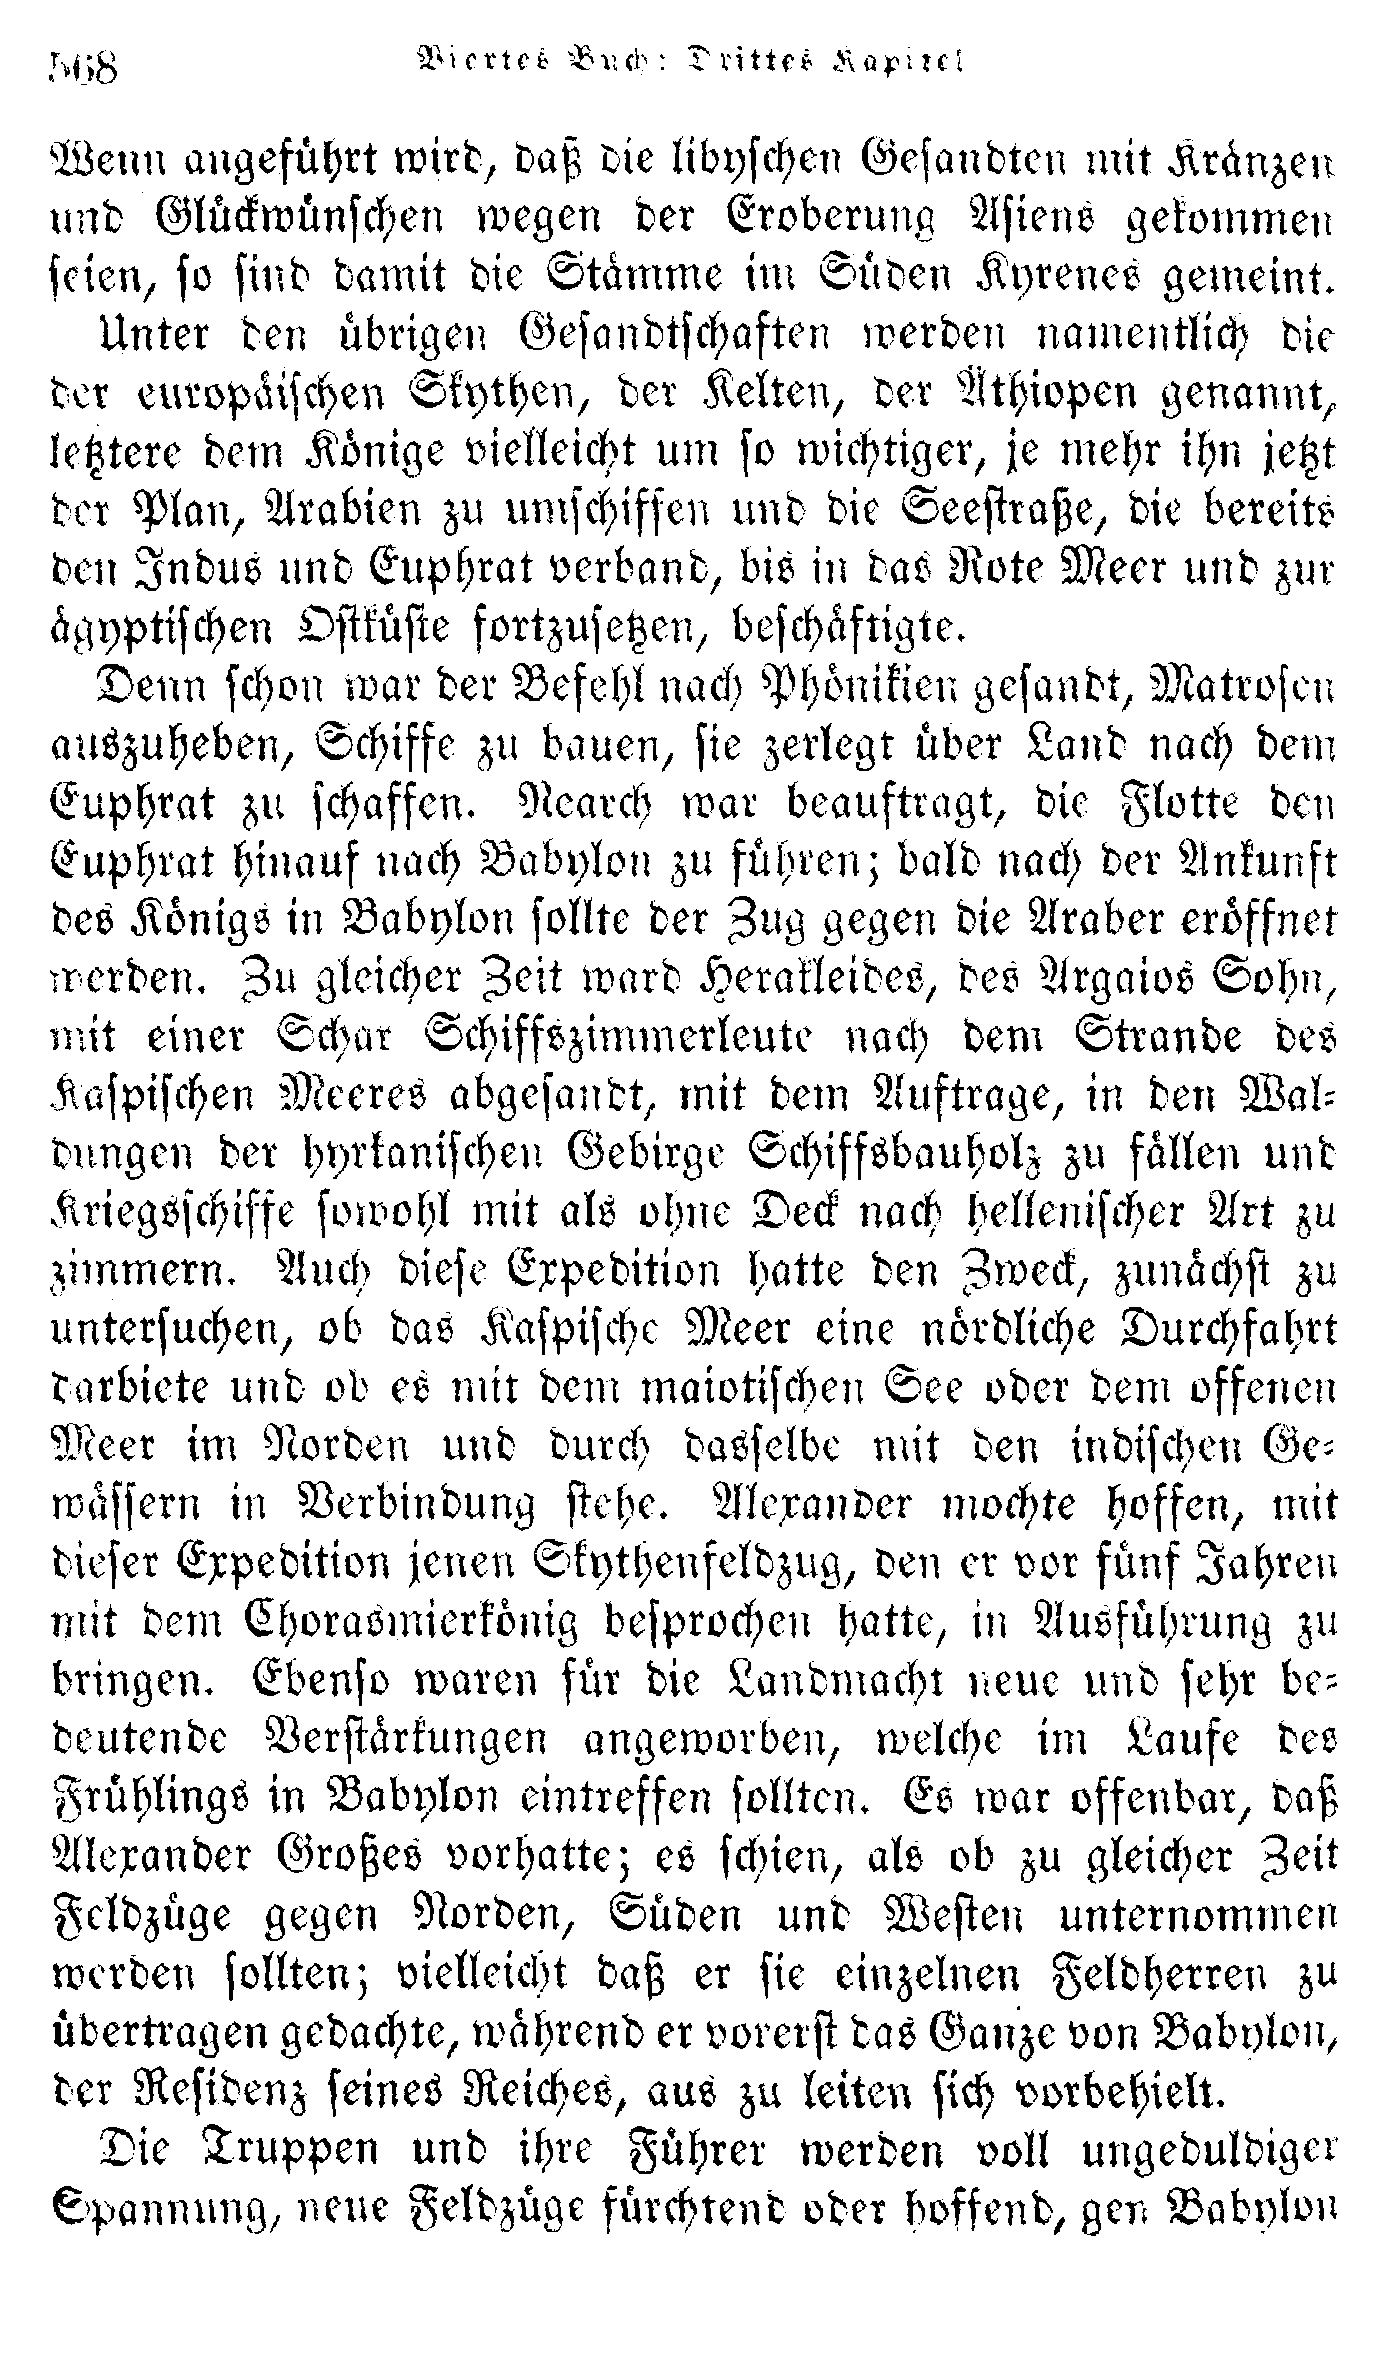 568
Viertes Buch: Drittes Kapitel
Wenn angeführt wird, daß die libyschen Gesandten mit Kränzen
und Glückwünschen wegen der Eroberung Asiens gekommen
seien, so sind damit die Stämme im Süden Kyrenes gemeint.
Unter den übrigen Gesandtschaften werden namentlich die
der europäischen Skythen, der Kelten, der Äthiopen genannt,
letztere dem Könige vielleicht um so wichtiger, je mehr ihn jetzt
der Plan, Arabien zu umschiffen und die Seestraße, die bereits
den Indus und Euphrat verband, bis in das Rote Meer und zur
ägyptischen Ostküste fortzusetzen, beschäftigte.
Denn schon war der Befehl nach Phönikien gesandt, Matrosen
auszuheben, Schiffe zu bauen, sie zerlegt über Land nach dem
Euphrat zu schaffen. Nearch war beauftragt, die Flotte den
Euphrat hinauf nach Babylon zu führen; bald nach der Ankunft
des Königs in Babylon sollte der Zug gegen die Araber eröffnet
werden. Zu gleicher Zeit ward Herakleides, des Argaios Sohn,
mit einer Schar Schiffszimmerleute nach dem Strande des
Kaspischen Meeres abgesandt, mit dem Auftrage, in den Wal-
dungen der hyrkanischen Gebirge Schiffsbauholz zu fällen und
Kriegsschiffe sowohl mit als ohne Deck nach hellenischer Art zu
zimmern. Auch diese Expedition hatte den Zweck, zunächst zu
untersuchen, ob das Kaspische Meer eine nördliche Durchfahrt
darbiete und ob es mit dem maiotischen See oder dem offenen
Meer im Norden und durch dasselbe mit den indischen Ge-
wässern in Verbindung stehe. Alexander mochte hoffen, mit
dieser Expedition jenen Skythenfeldzug, den er vor fünf Jahren
mit dem Chorasmierkönig besprochen hatte, in Ausführung zu
bringen. Ebenso waren für die Landmacht neue und sehr be-
deutende Verstärkungen angeworben, welche im Laufe des
Frühlings in Babylon eintreffen sollten. Es war offenbar, daß
Alexander Großes vorhatte; es schien, als ob zu gleicher Zeit
Feldzüge gegen Norden, Süden und Westen unternommen
werden sollten; vielleicht daß er sie einzelnen Feldherren zu
übertragen gedachte, während er vorerst das Ganze von Babylon,
der Residenz seines Reiches, aus zu leiten sich vorbehielt.
Die Truppen und ihre Führer werden voll ungeduldiger
Spannung, neue Feldzüge fürchtend oder hoffend, gen Babylon